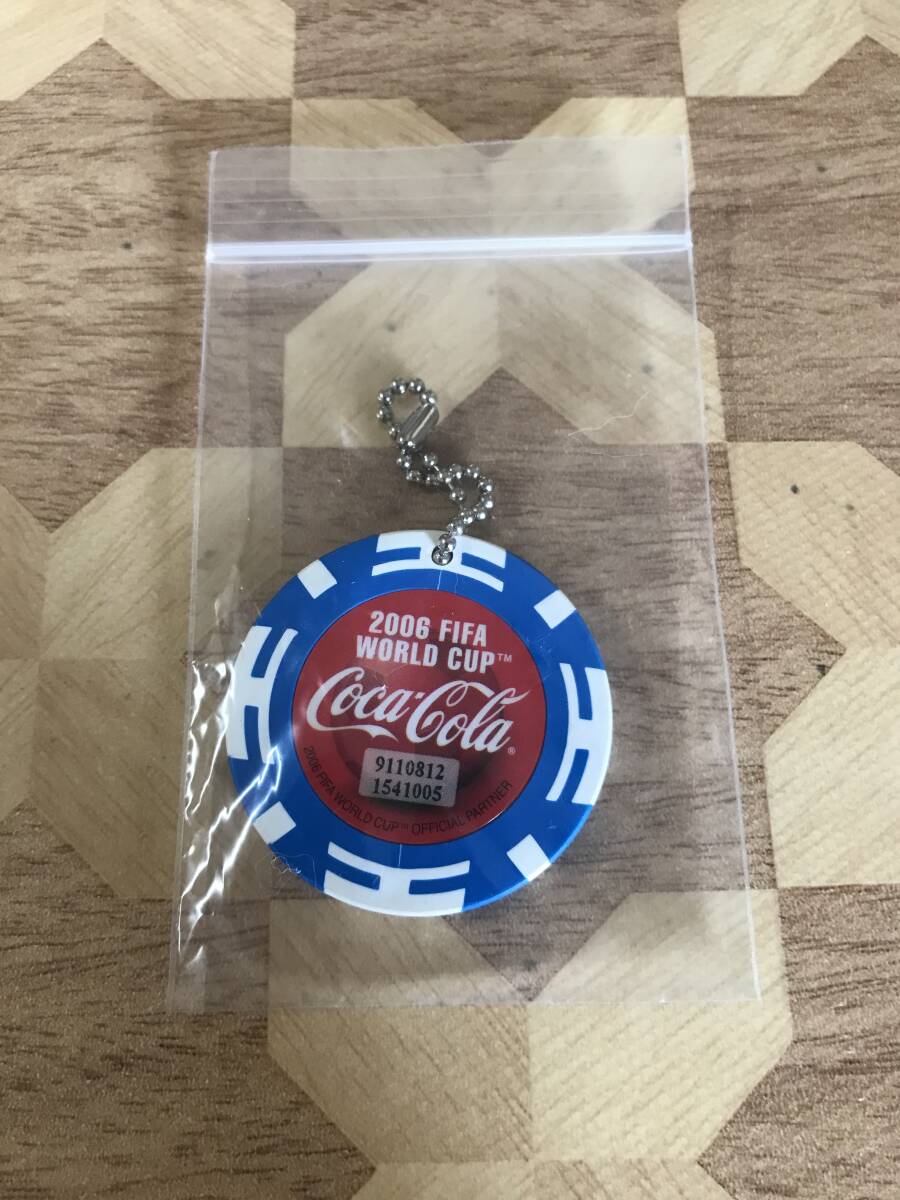 2006 FIFA
WORLD CUP™
Coca-Cola®
9110812
1541005
2006 FIFA WORLD CUP™ OFFICIAL PARTNER